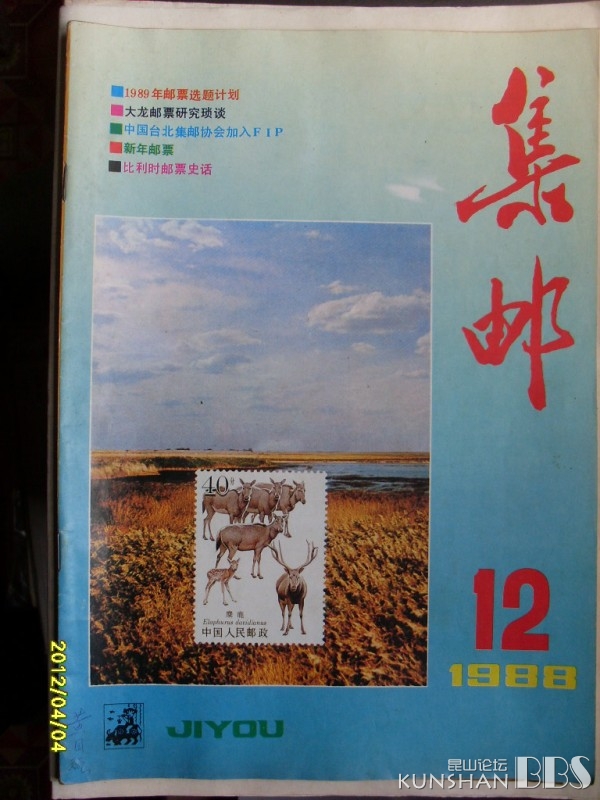 1989年邮票选题计划
大龙邮票研究琐谈
中国台北集邮协会加入FIP
新年邮票
比利时邮票史话
集邮
40分
麋鹿
Elaphurus davidianus
中国人民邮政
12
1988
JIYOU
2012/04/04
昆山论坛
KUNSHAN BBS